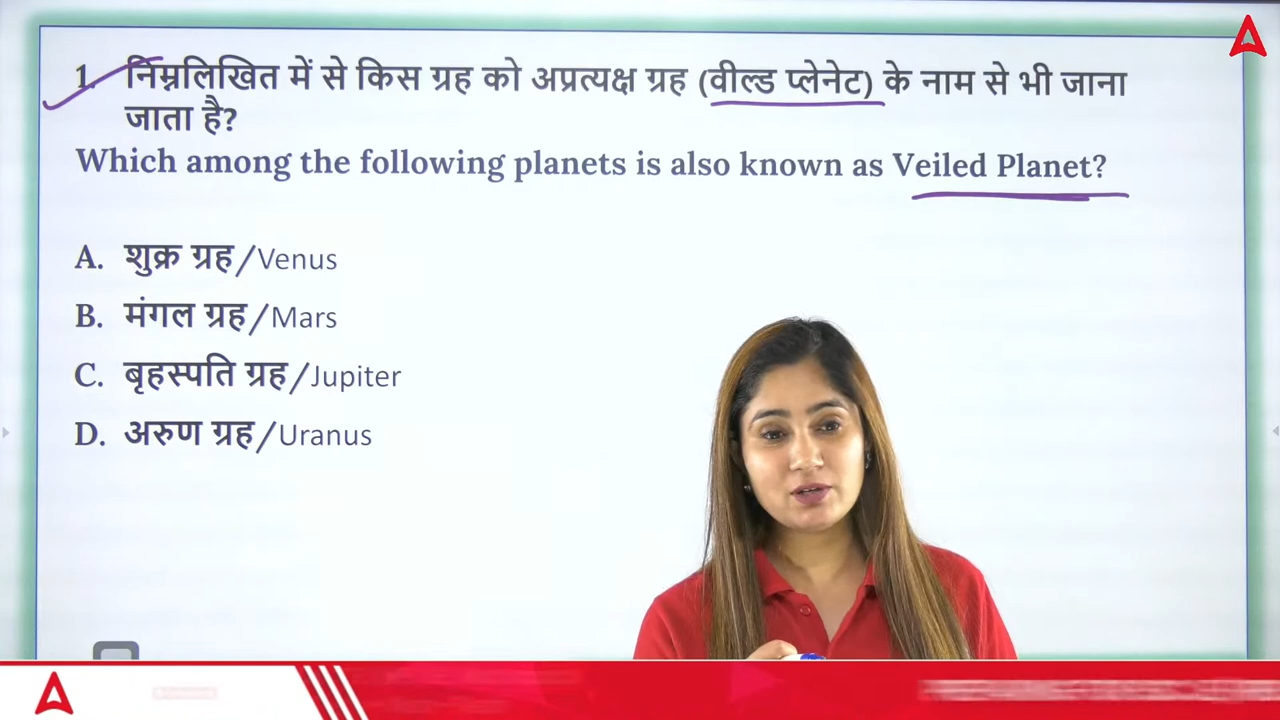 1. निम्नलिखित में से किस ग्रह को अप्रत्यक्ष ग्रह (वील्ड प्लेनेट) के नाम से भी जाना
जाता है?
Which among the following planets is also known as Veiled Planet?
A. शुक्र ग्रह/Venus
B. मंगल ग्रह/Mars
C. बृहस्पति ग्रह/Jupiter
D. अरुण ग्रह/Uranus